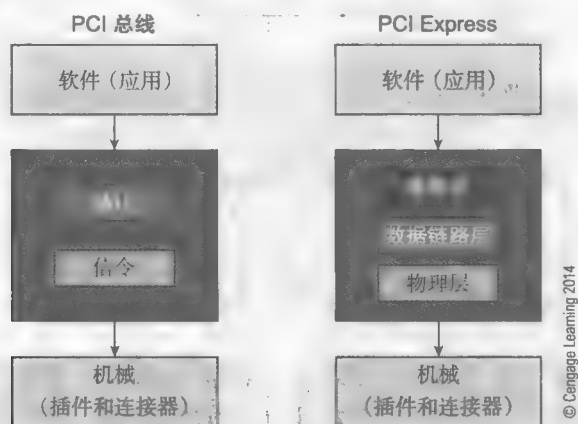 PCI 总线
软件（应用）
信令
机械
（插件和连接器）
PCI Express
软件（应用）
数据链路层
物理层
机械
（插件和连接器）
© Cengage Learning 2014